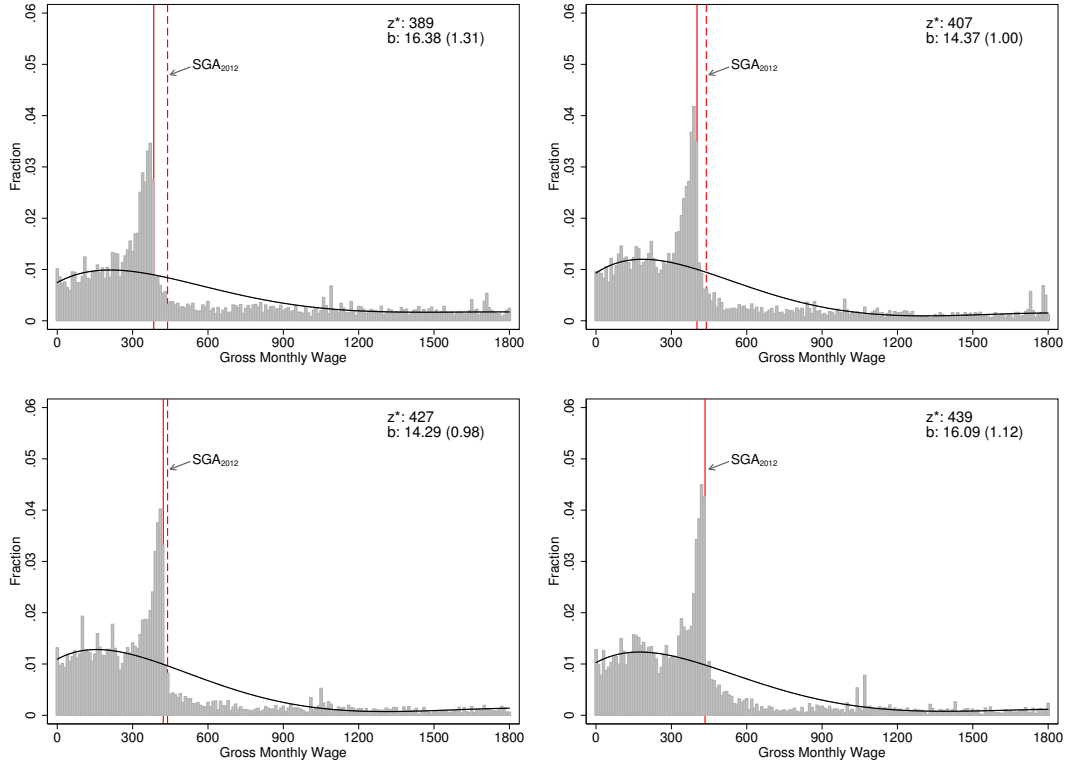 z*: 389
b: 16.38 (1.31)
SGA2012
Fraction
0 .01 .02 .03 .04 .05 .06
0 300 600 900 1200 1500 1800
Gross Monthly Wage
z*: 407
b: 14.37 (1.00)
SGA2012
Fraction
0 .01 .02 .03 .04 .05 .06
0 300 600 900 1200 1500 1800
Gross Monthly Wage
z*: 427
b: 14.29 (0.98)
SGA2012
Fraction
0 .01 .02 .03 .04 .05 .06
0 300 600 900 1200 1500 1800
Gross Monthly Wage
z*: 439
b: 16.09 (1.12)
SGA2012
Fraction
0 .01 .02 .03 .04 .05 .06
0 300 600 900 1200 1500 1800
Gross Monthly Wage